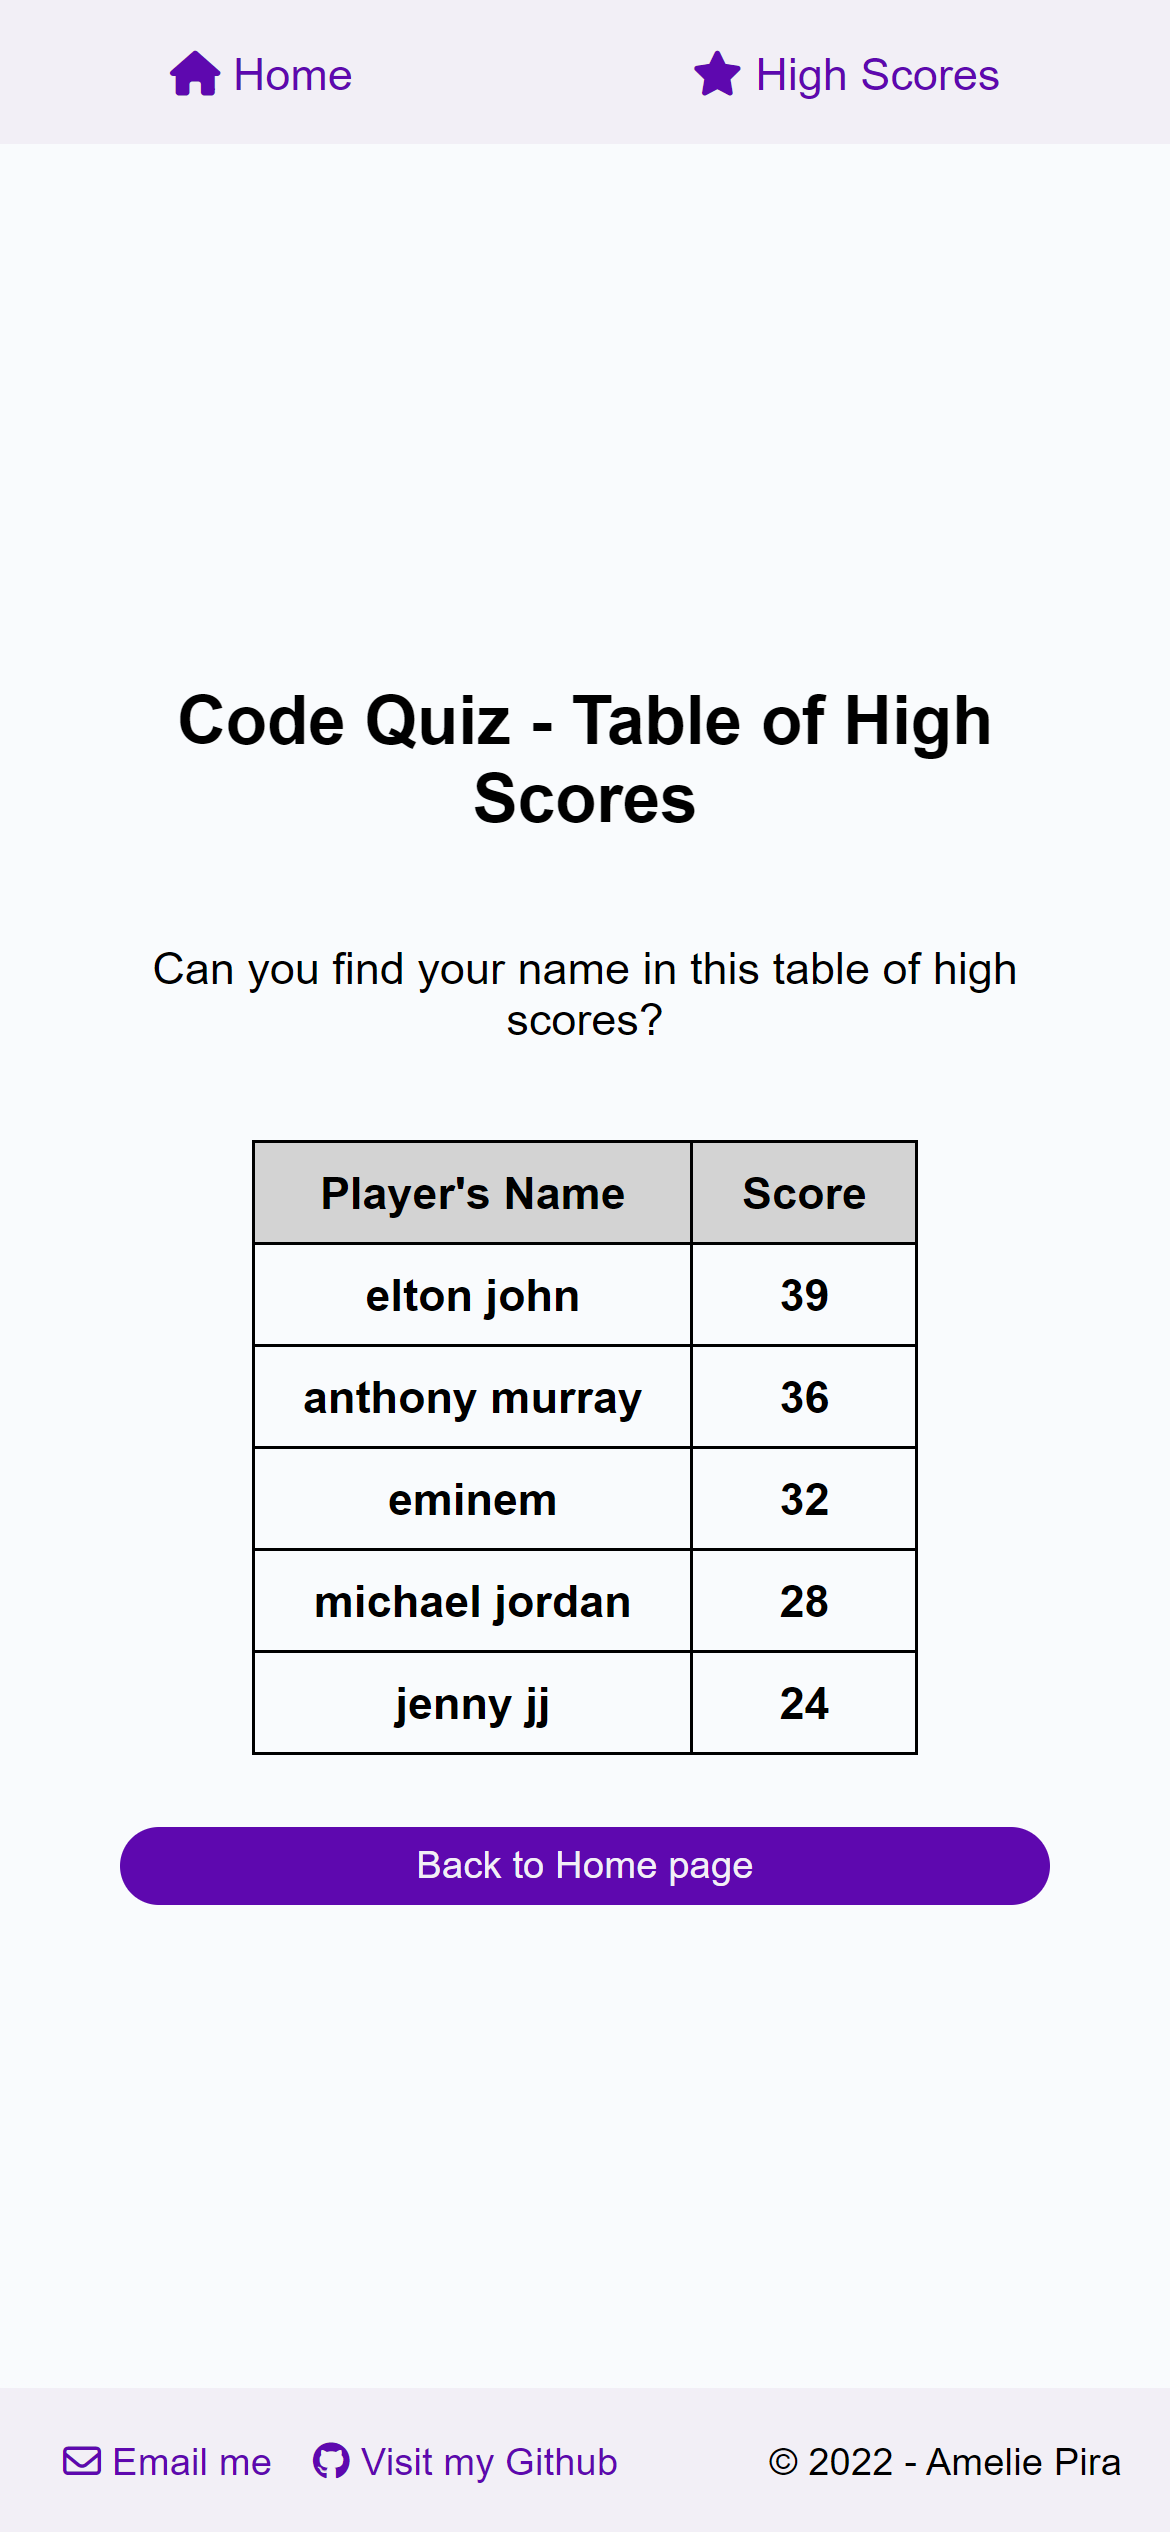 Home High Scores
Code Quiz - Table of High
Scores
Can you find your name in this table of high
scores?
Player's Name Score
elton john 39
anthony murray 36
eminem 32
michael jordan 28
jenny jj 24
Back to Home page
Email me Visit my Github © 2022 - Amelie Pira